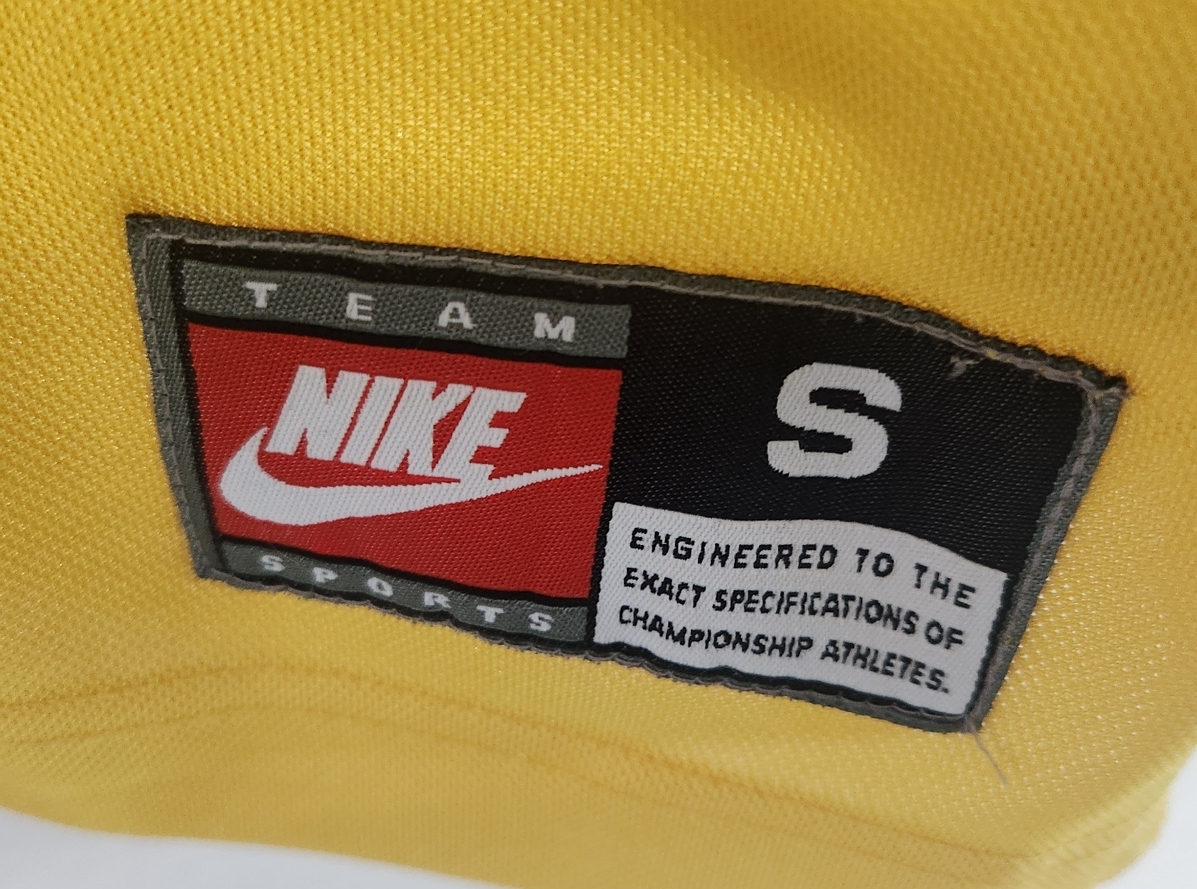 TEAM
NIKE
SPORTS
S
ENGINEERED TO THE
EXACT SPECIFICATIONS OF
CHAMPIONSHIP ATHLETES.